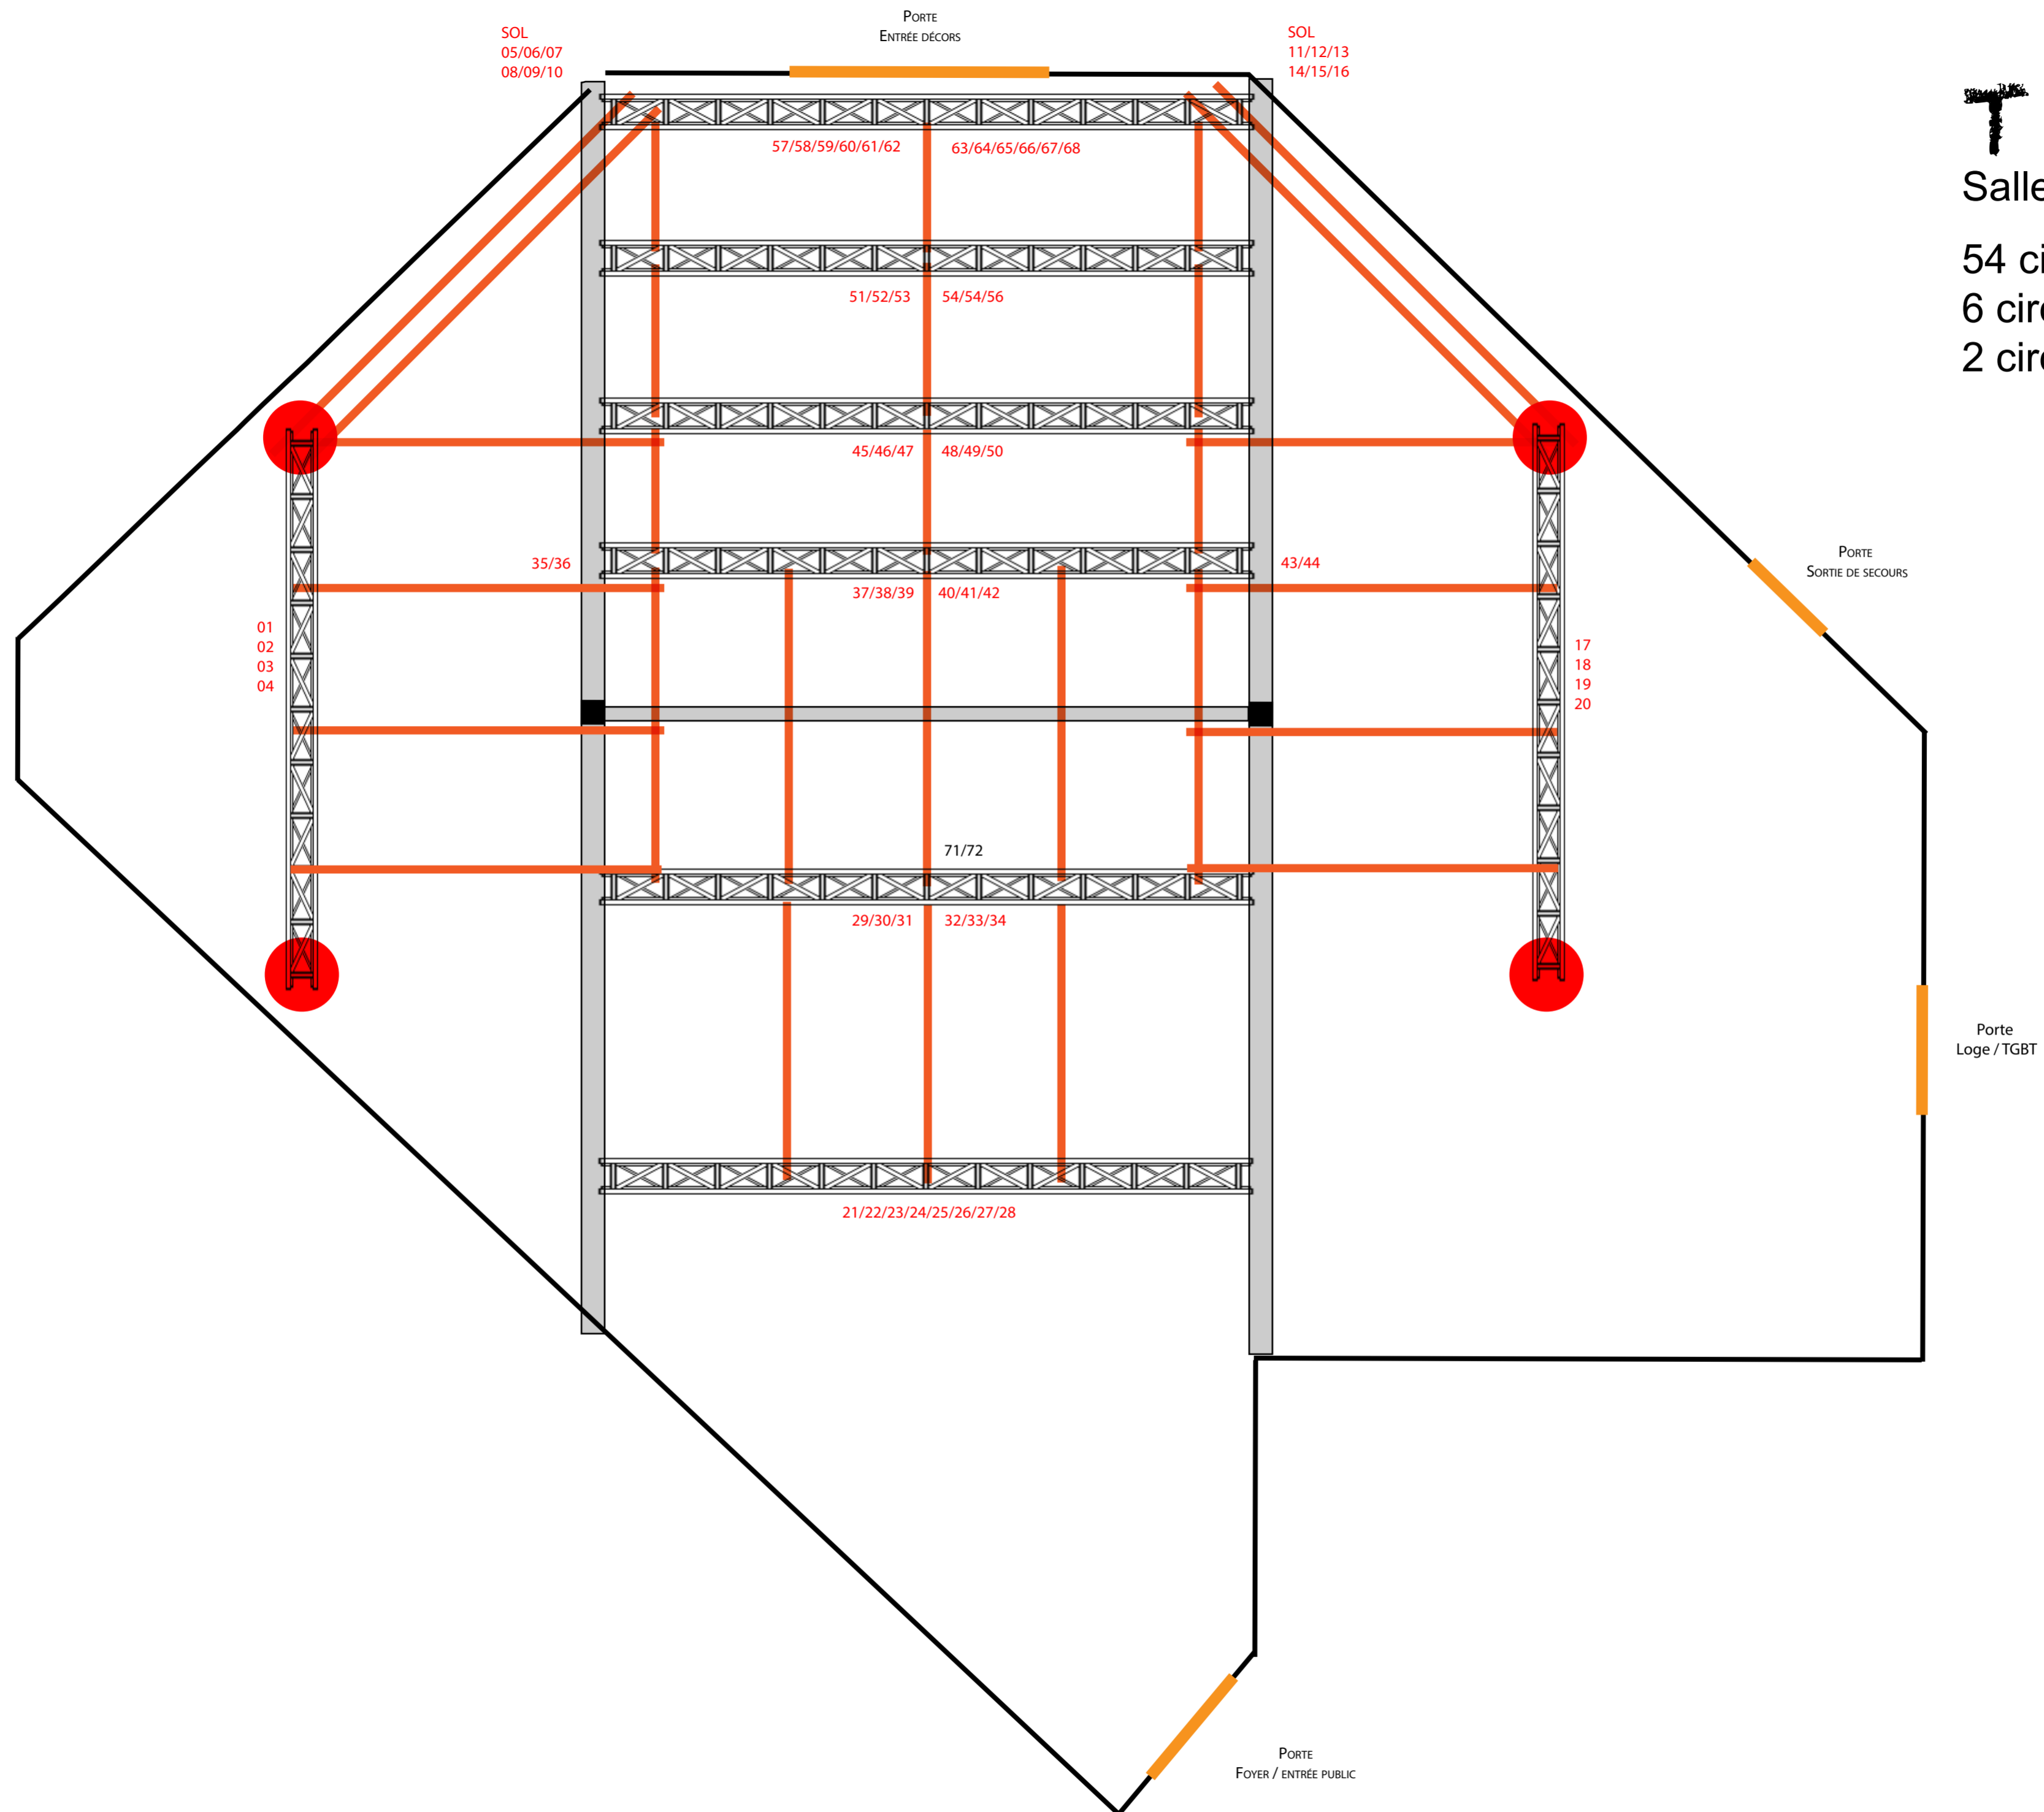 Porte
Entrée décors
SOL
05/06/07
08/09/10
SOL
11/12/13
14/15/16
57/58/59/60/61/62
63/64/65/66/67/68
Salle
54
6
2
51/52/53
54/54/56
45/46/47
48/49/50
35/36
43/44
Porte
Sortie de secours
37/38/39
40/41/42
01
02
03
04
17
18
19
20
71/72
29/30/31
32/33/34
Porte
Loge / TGBT
21/22/23/24/25/26/27/28
Porte
Foyer / entrée public